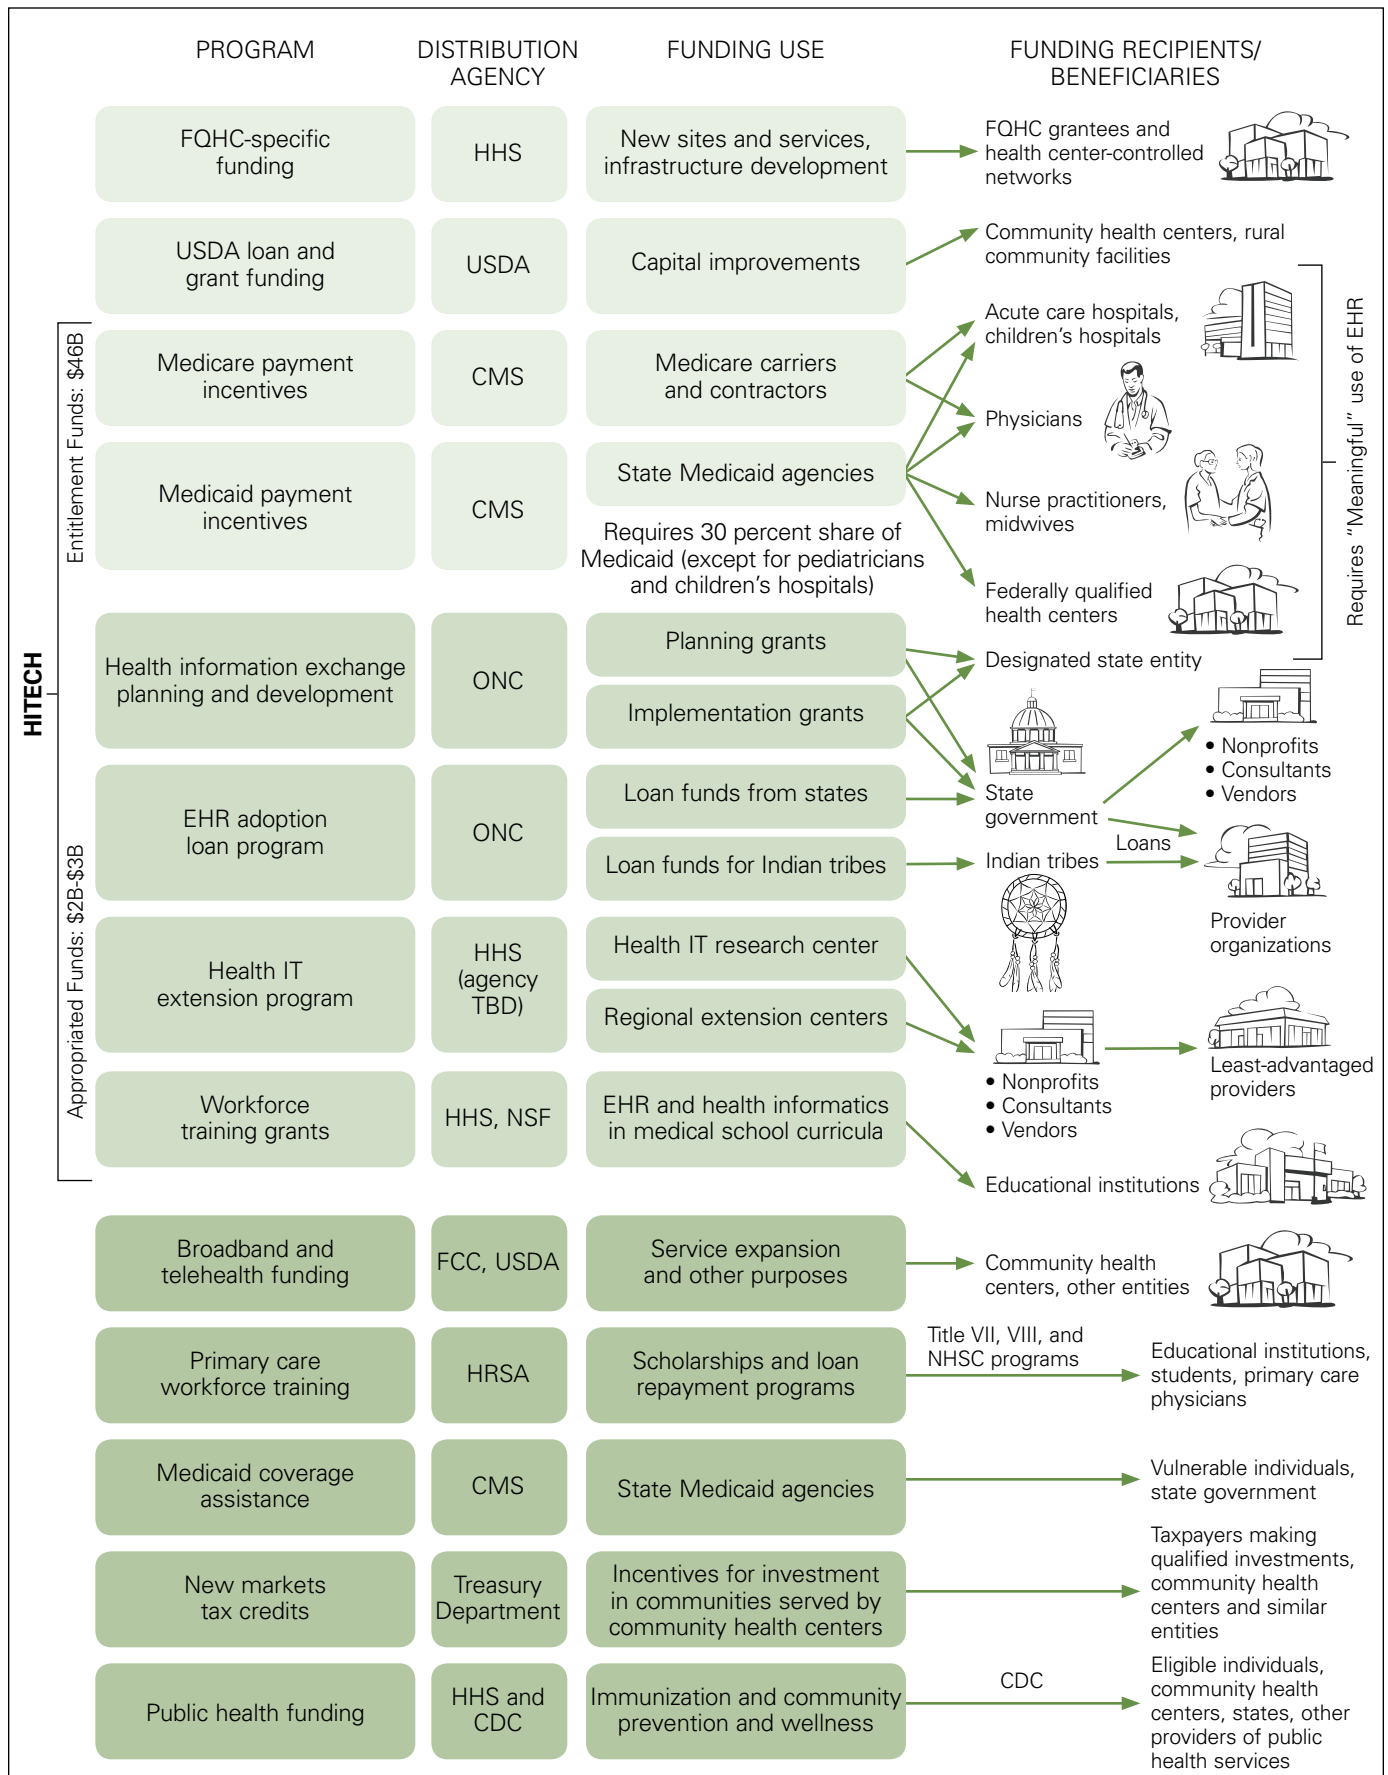 PROGRAM
DISTRIBUTION
AGENCY
FUNDING USE
FUNDING RECIPIENTS/
BENEFICIARIES
FQHC-specific
funding
HHS
New sites and services,
infrastructure development
FQHC grantees and
health center-controlled
networks
USDA loan and
grant funding
USDA
Capital improvements
Community health centers, rural
community facilities
HITECH
Entitlement Funds: $46B
Medicare payment
incentives
CMS
Medicare carriers
and contractors
Acute care hospitals,
children’s hospitals
Physicians
Medicaid payment
incentives
CMS
State Medicaid agencies
Requires 30 percent share of
Medicaid (except for pediatricians
and children’s hospitals)
Nurse practitioners,
midwives
Federally qualified
health centers
Requires “Meaningful” use of EHR
Appropriated Funds: $2B-$3B
Health information exchange
planning and development
ONC
Planning grants
Implementation grants
Designated state entity
State
government
• Nonprofits
• Consultants
• Vendors
EHR adoption
loan program
ONC
Loan funds from states
Loan funds for Indian tribes
Indian tribes
Loans
Provider
organizations
Health IT
extension program
HHS
(agency
TBD)
Health IT research center
Regional extension centers
• Nonprofits
• Consultants
• Vendors
Least-advantaged
providers
Workforce
training grants
HHS, NSF
EHR and health informatics
in medical school curricula
Educational institutions
Broadband and
telehealth funding
FCC, USDA
Service expansion
and other purposes
Community health
centers, other entities
Primary care
workforce training
HRSA
Scholarships and loan
repayment programs
Title VII, VIII, and
NHSC programs
Educational institutions,
students, primary care
physicians
Medicaid coverage
assistance
CMS
State Medicaid agencies
Vulnerable individuals,
state government
New markets
tax credits
Treasury
Department
Incentives for investment
in communities served by
community health centers
Taxpayers making
qualified investments,
community health
centers and similar
entities
Public health funding
HHS and
CDC
Immunization and community
prevention and wellness
CDC
Eligible individuals,
community health
centers, states, other
providers of public
health services